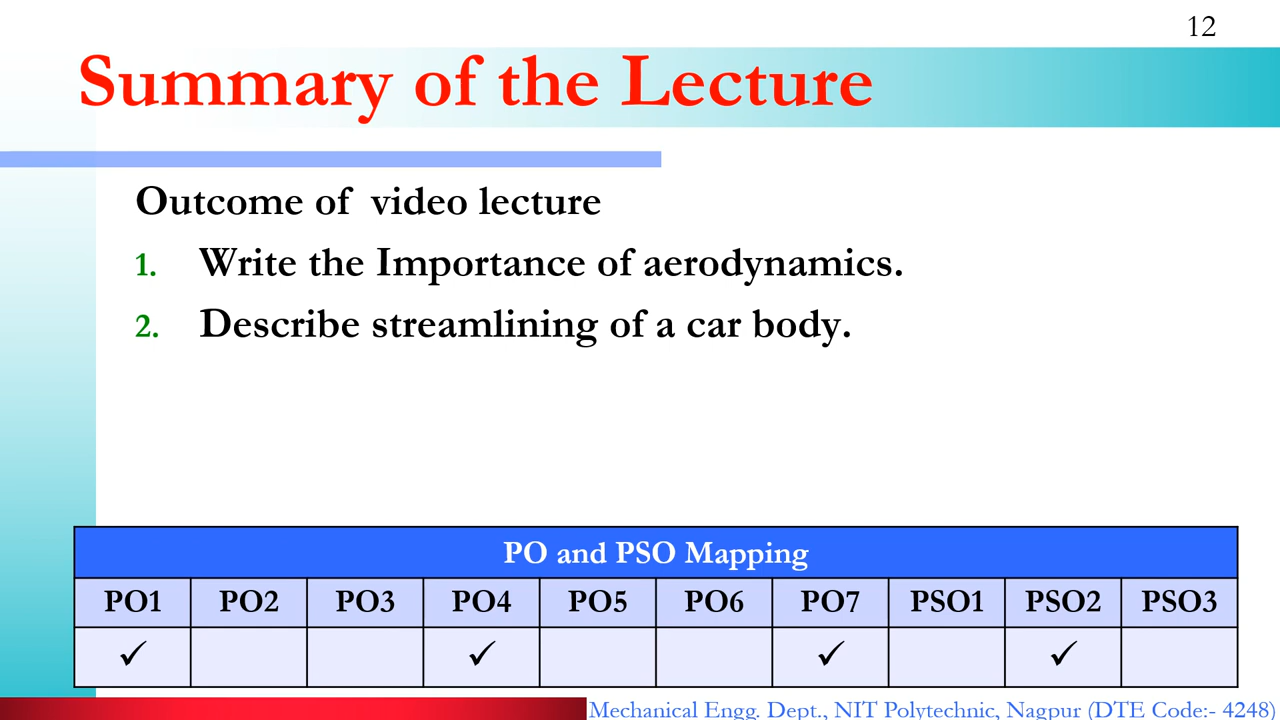 12
Summary of the Lecture
Outcome of video lecture
1. Write the Importance of aerodynamics.
2. Describe streamlining of a car body.
PO and PSO Mapping
PO1 PO2 PO3 PO4 PO5 PO6 PO7 PSO1 PSO2 PSO3
✓ ✓ ✓ ✓
Mechanical Engg. Dept., NIT Polytechnic, Nagpur (DTE Code:- 4248)